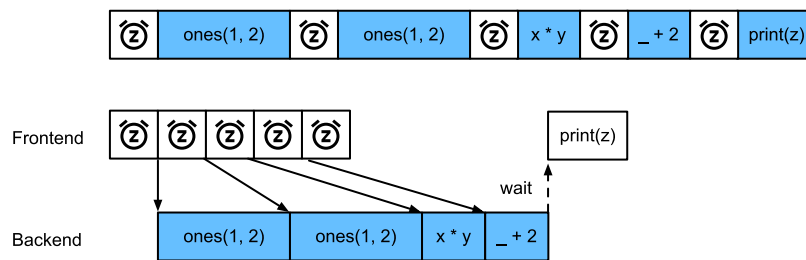 z ones(1, 2) z ones(1, 2) z x * y z _ + 2 z print(z)
Frontend z z z z z print(z)
wait
Backend ones(1, 2) ones(1, 2) x * y _ + 2